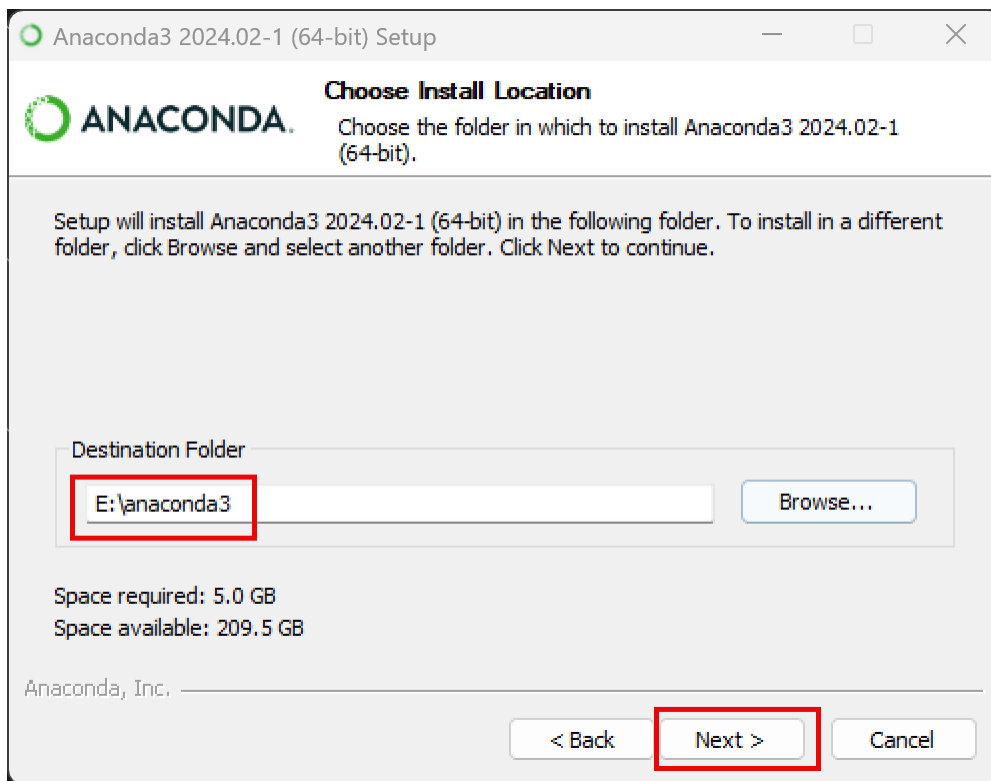 Anaconda3 2024.02-1 (64-bit) Setup
ANACONDA.
Choose Install Location
Choose the folder in which to install Anaconda3 2024.02-1
(64-bit).
Setup will install Anaconda3 2024.02-1 (64-bit) in the following folder. To install in a different
folder, click Browse and select another folder. Click Next to continue.
Destination Folder
E:\anaconda3
Browse...
Space required: 5.0 GB
Space available: 209.5 GB
Anaconda, Inc.
< Back
Next >
Cancel